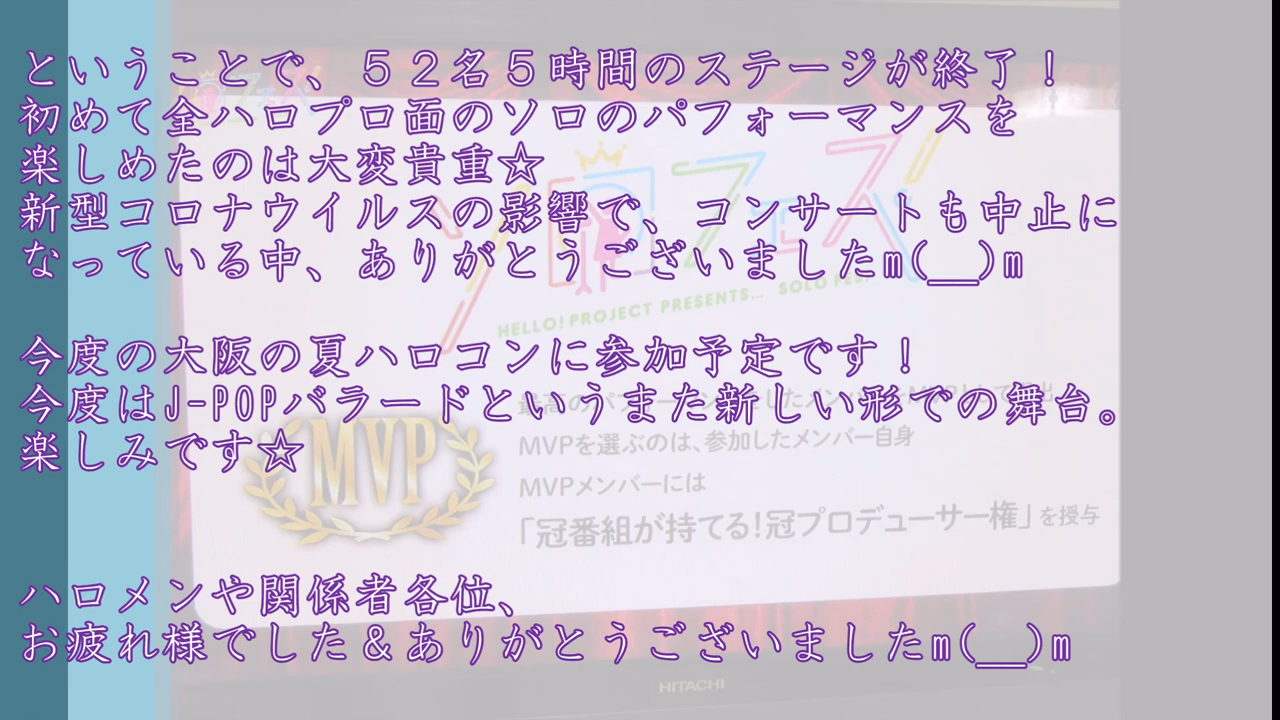 ということで、５２名５時間のステージが終了！
初めて全ハロプロ面のソロのパフォーマンスを
楽しめたのは大変貴重☆
新型コロナウイルスの影響で、コンサートも中止に
なっている中、ありがとうございましたm(__)m
ソロフェス！
HELLO! PROJECT PRESENTS... SOLO FES!
今度の大阪の夏ハロコンに参加予定です！
今度はJ-POPバラードというまた新しい形での舞台。
楽しみです☆
MVP
MVPを選ぶのは、参加したメンバー自身
MVPメンバーには
「冠番組が持てる!冠プロデューサー権」を授与
ハロメンや関係者各位、
お疲れ様でした＆ありがとうございましたm(__)m
HITACHI